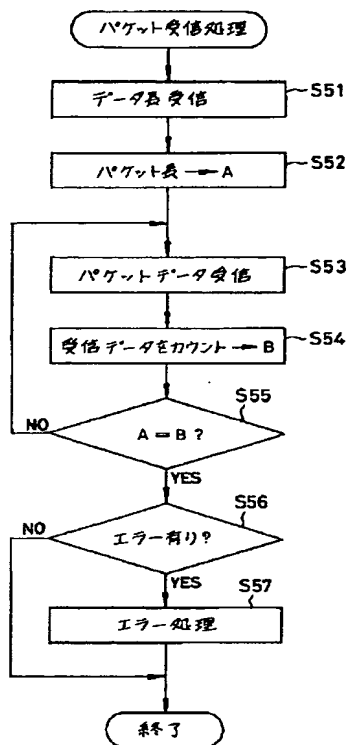 パケット受信処理
データ長受信
S51
パケット長 → A
S52
パケットデータ受信
S53
受信データをカウント → B
S54
S55
A = B ?
NO
YES
S56
エラー有り?
NO
YES
S57
エラー処理
終了